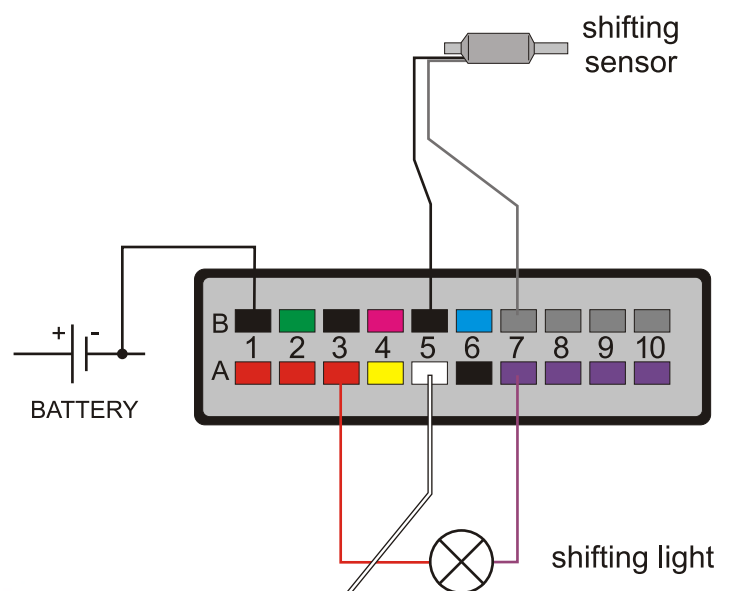 shifting
sensor
B
1 2 3 4 5 6 7 8 9 10
A
+ -
BATTERY
shifting light